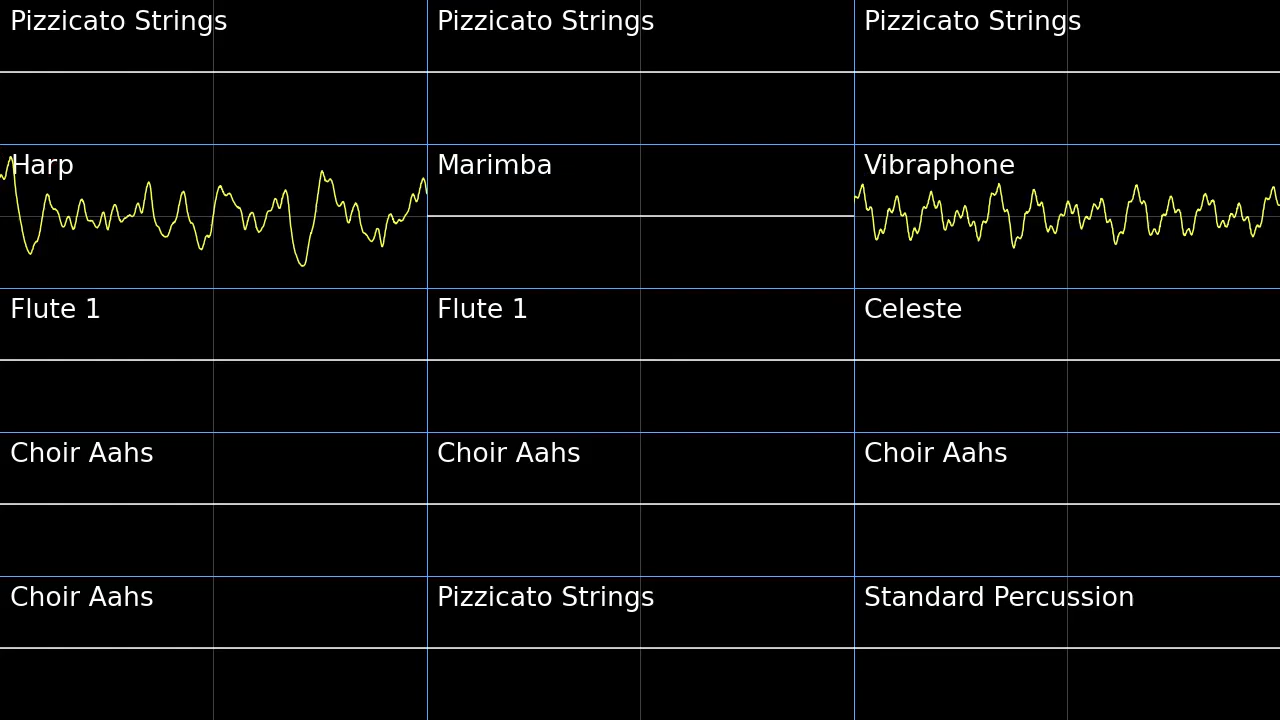 Pizzicato Strings
Pizzicato Strings
Pizzicato Strings
Harp
Marimba
Vibraphone
Flute 1
Flute 1
Celeste
Choir Aahs
Choir Aahs
Choir Aahs
Choir Aahs
Pizzicato Strings
Standard Percussion